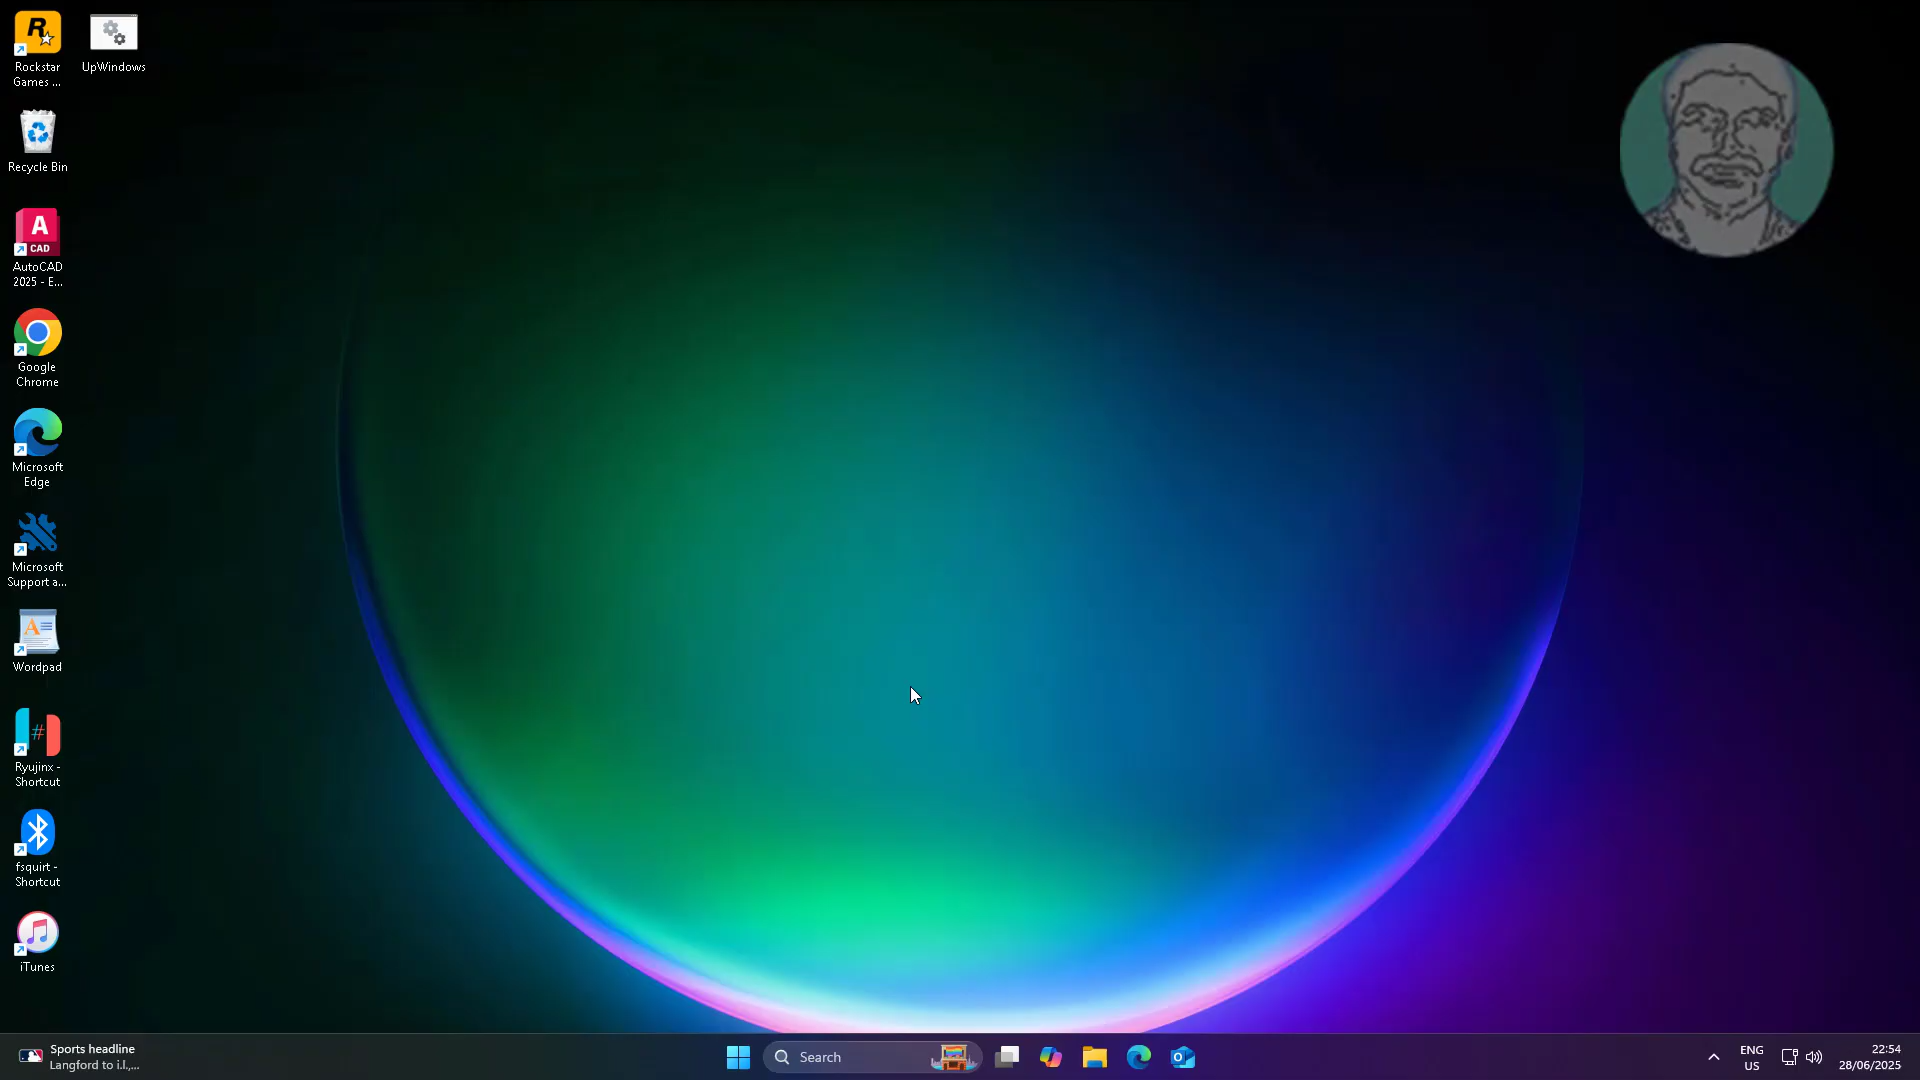 Rockstar
Games ...
UpWindows
Recycle Bin
A
CAD
AutoCAD
2025 - E...
Google
Chrome
Microsoft
Edge
Microsoft
Support a...
Wordpad
Ryujinx -
Shortcut
fsquirt -
Shortcut
iTunes
Sports headline
Langford to i.l.,...
Search
ENG
US
22:54
28/06/2025